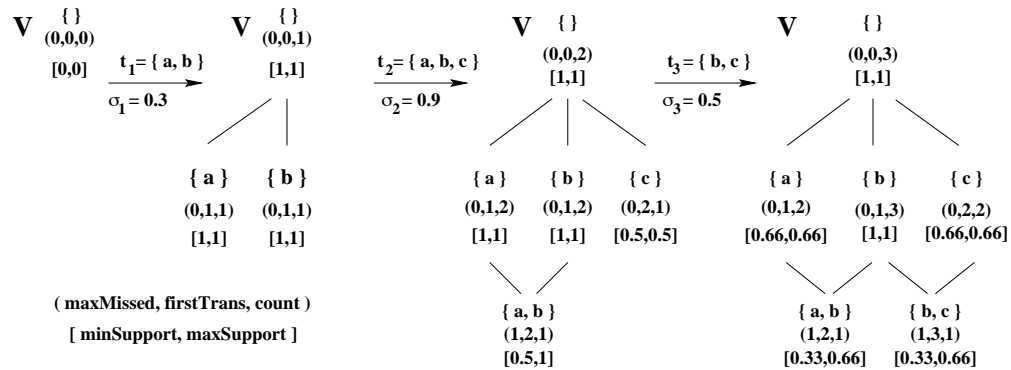 V { }
(0,0,0)
[0,0]
t1= { a, b }
σ1= 0.3
V { }
(0,0,1)
[1,1]
{ a } { b }
(0,1,1) (0,1,1)
[1,1] [1,1]
t2= { a, b, c }
σ2= 0.9
V { }
(0,0,2)
[1,1]
{ a } { b } { c }
(0,1,2) (0,1,2) (0,2,1)
[1,1] [1,1] [0.5,0.5]
{ a, b }
(1,2,1)
[0.5,1]
t3= { b, c }
σ3= 0.5
V { }
(0,0,3)
[1,1]
{ a } { b } { c }
(0,1,2) (0,1,3) (0,2,2)
[0.66,0.66] [1,1] [0.66,0.66]
{ a, b } { b, c }
(1,2,1) (1,3,1)
[0.33,0.66] [0.33,0.66]
( maxMissed, firstTrans, count )
[ minSupport, maxSupport ]